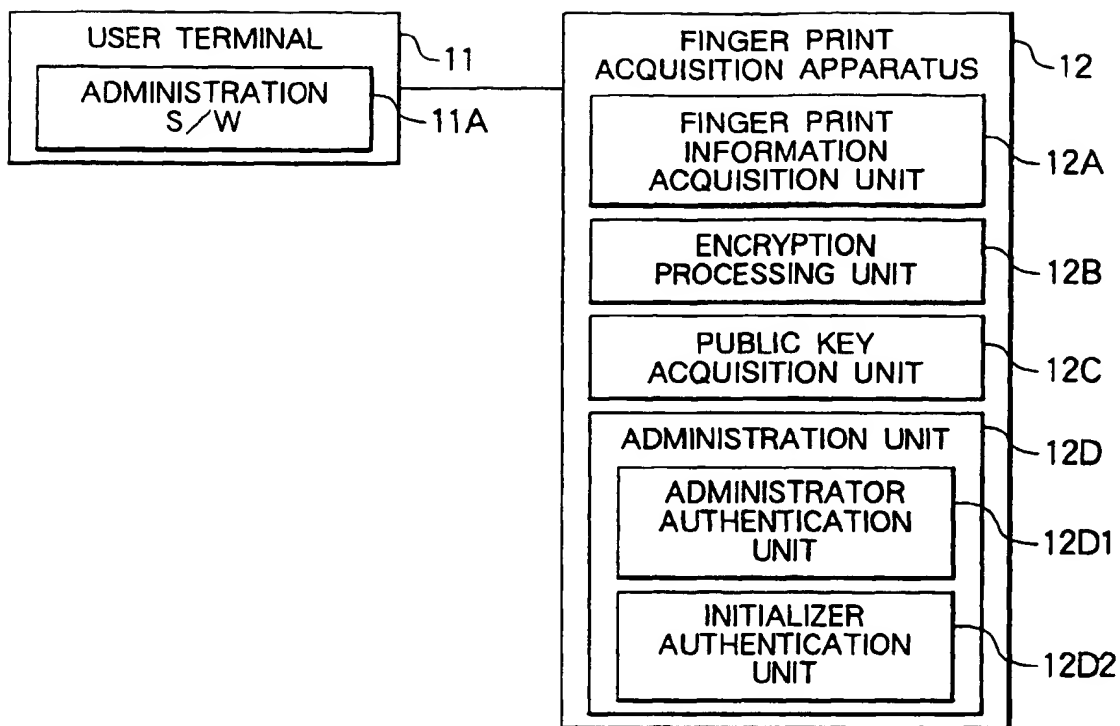 USER TERMINAL
11
ADMINISTRATION
S/W
11A
FINGER PRINT
ACQUISITION APPARATUS
12
FINGER PRINT
INFORMATION
ACQUISITION UNIT
12A
ENCRYPTION
PROCESSING UNIT
12B
PUBLIC KEY
ACQUISITION UNIT
12C
ADMINISTRATION UNIT
12D
ADMINISTRATOR
AUTHENTICATION
UNIT
12D1
INITIALIZER
AUTHENTICATION
UNIT
12D2